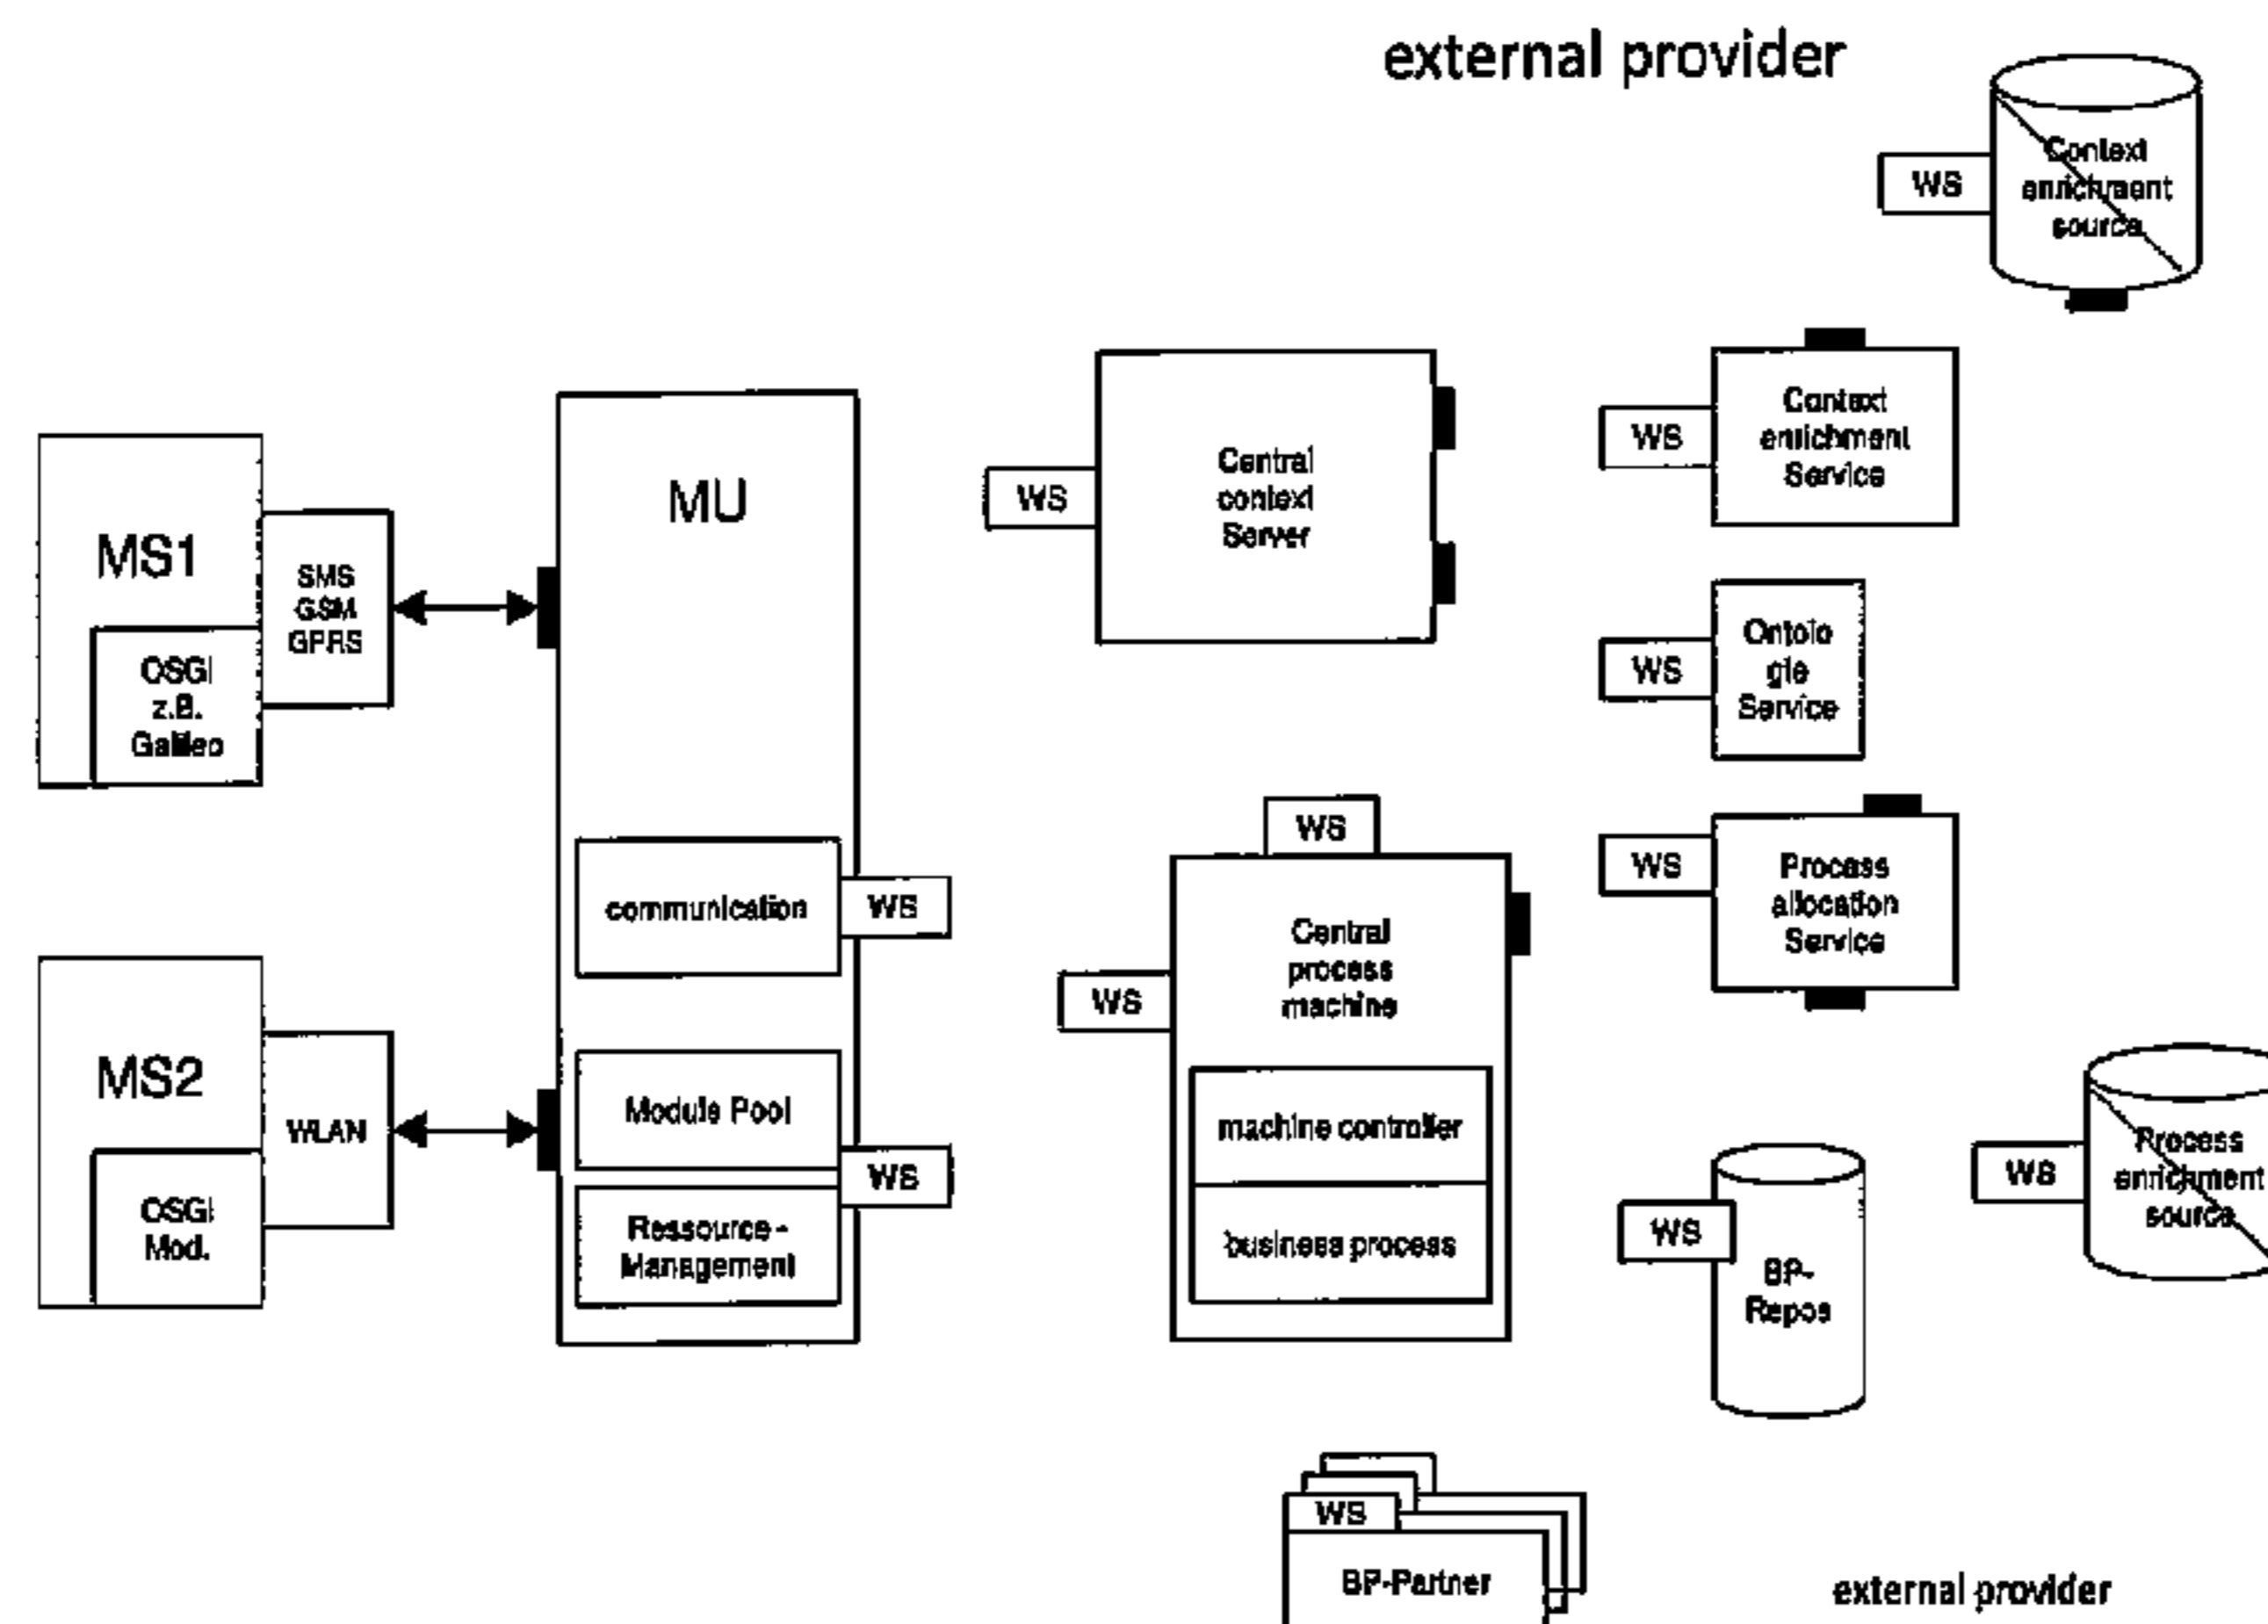 external provider
WS
Context
enrichment
source
MS1
SMS
GSM
GPRS
OSGI
z.B.
Galileo
MU
WS
Central
context
Server
WS
Context
enrichment
Service
WS
Ontolo
gie
Service
communication
WS
WS
WS
Central
process
machine
machine controller
business process
WS
Process
allocation
Service
MS2
WLAN
OSGI
Mod.
Module Pool
WS
Ressource-
Management
WS
BP-
Repos
WS
Process
enrichment
source
WS
BP-Partner
external provider